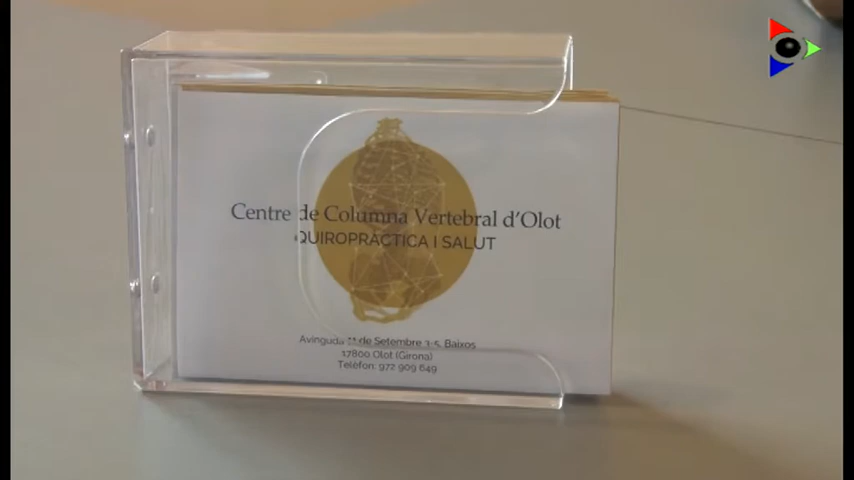 Centre de Columna Vertebral d'Olot
QUIROPRÀCTICA I SALUT
Avinguda 11 de Setembre 3-5, Baixos
17800 Olot (Girona)
Telèfon: 972 909 649